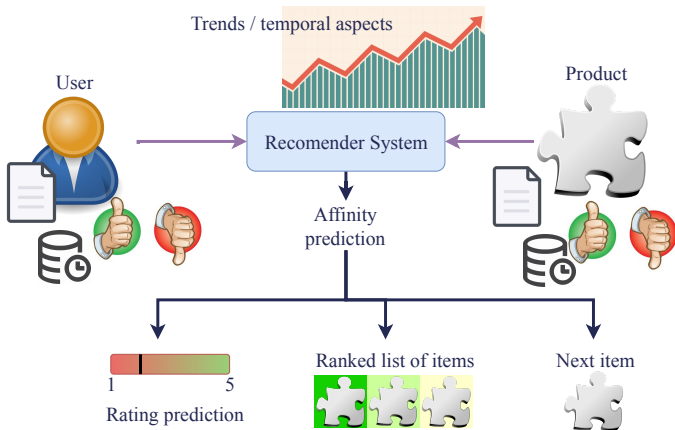 Trends / temporal aspects
User
Product
Recomender System
Affinity
prediction
Ranked list of items
Next item
1
5
Rating prediction